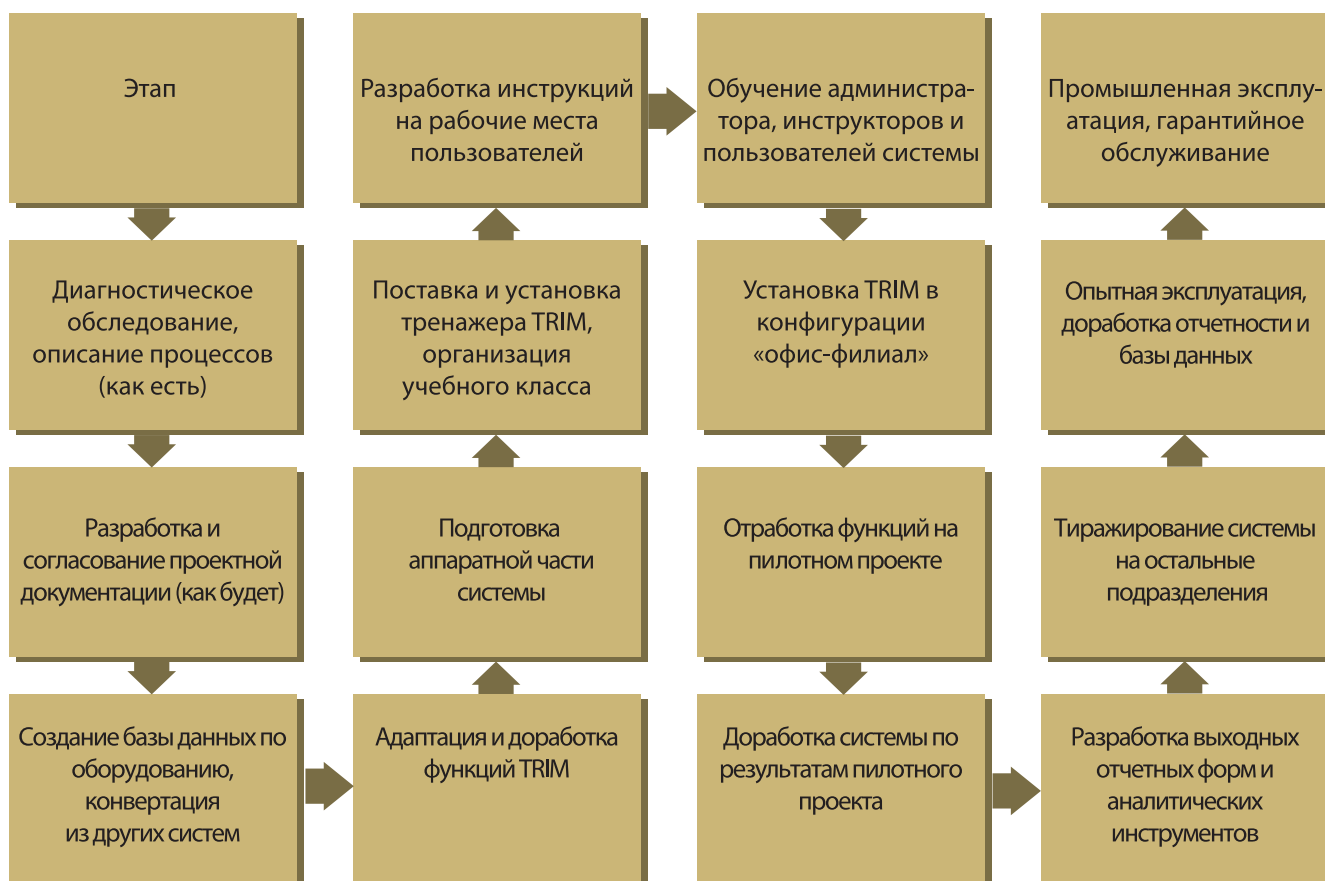 Этап
Диагностическое
обследование,
описание процессов
(как есть)
Разработка и
согласование проектной
документации (как будет)
Создание базы данных по
оборудованию,
конвертация
из других систем
Адаптация и доработка
функций TRIM
Подготовка
аппаратной части
системы
Поставка и установка
тренажера TRIM,
организация
учебного класса
Разработка инструкций
на рабочие места
пользователей
Обучение администра-
тора, инструкторов и
пользователей системы
Установка TRIM в
конфигурации
«офис-филиал»
Отработка функций на
пилотном проекте
Доработка системы по
результатам пилотного
проекта
Разработка выходных
отчетных форм и
аналитических
инструментов
Тиражирование системы
на остальные
подразделения
Опытная эксплуатация,
доработка отчетности и
базы данных
Промышленная эксплу-
атация, гарантийное
обслуживание